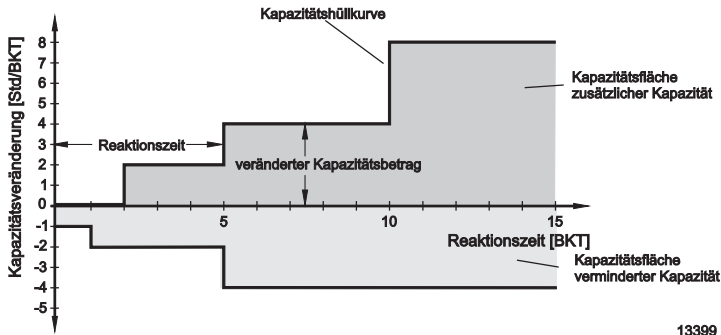 Kapazitätshüllkurve
Kapazitätsveränderung [Std/BKT]
8
7
6
5
4
3
2
1
0
-1
-2
-3
-4
-5
Kapazitätsfläche
zusätzlicher Kapazität
Reaktionszeit
veränderter Kapazitätsbetrag
5
10
15
Reaktionszeit [BKT]
Kapazitätsfläche
verminderter Kapazität
13399